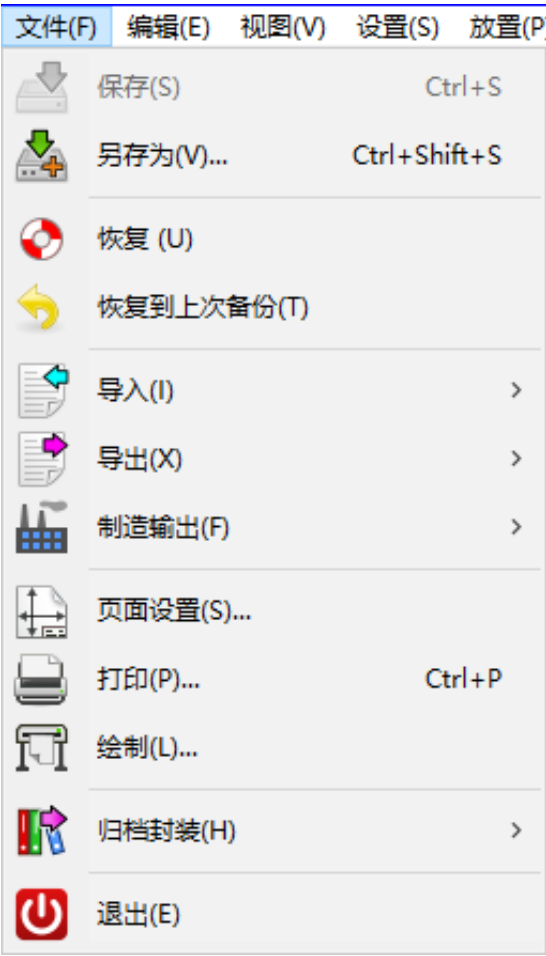 文件(F) 编辑(E) 视图(V) 设置(S) 放置(P
保存(S) Ctrl+S
另存为(V)... Ctrl+Shift+S
恢复 (U)
恢复到上次备份(T)
导入(I)
导出(X)
制造输出(F)
页面设置(S)...
打印(P)... Ctrl+P
绘制(L)...
归档封装(H)
退出(E)